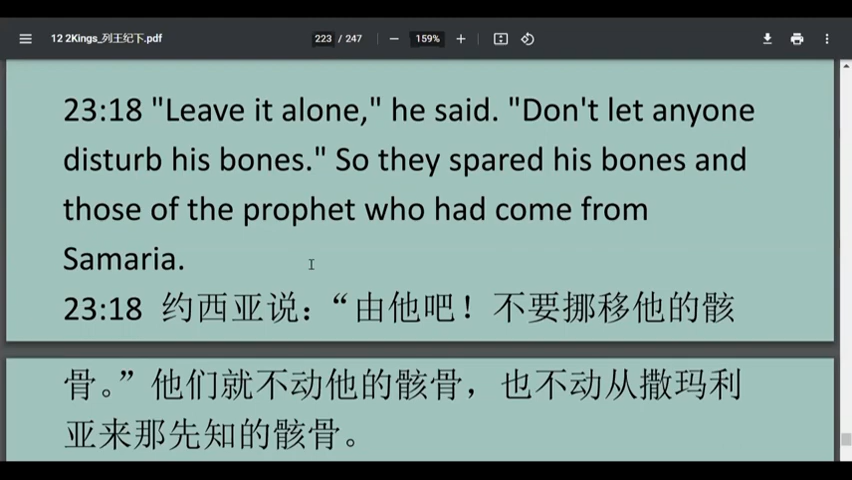 12 2Kings_列王纪下.pdf
223 / 247
159%
23:18 "Leave it alone," he said. "Don't let anyone
disturb his bones." So they spared his bones and
those of the prophet who had come from
Samaria.
23:18 约西亚说：“由他吧！不要挪移他的骸
骨。”他们就不动他的骸骨，也不动从撒玛利
亚来那先知的骸骨。